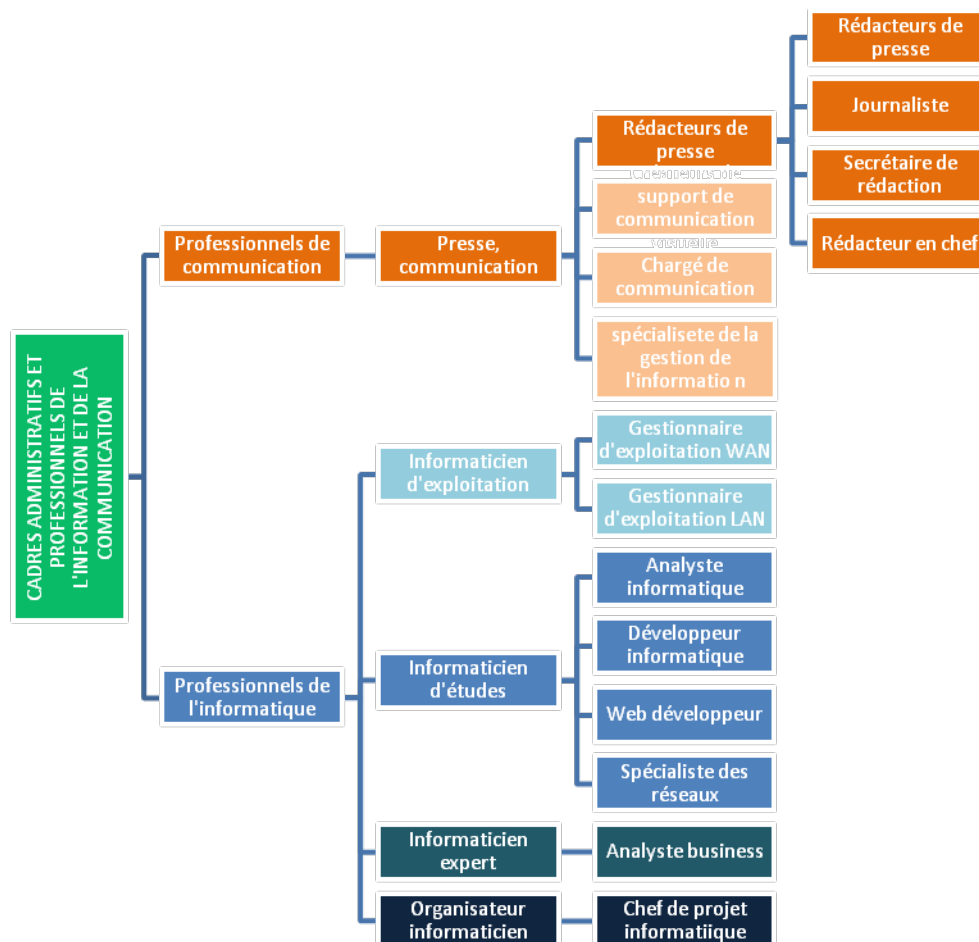 CADRES ADMINISTRATIFS ET
PROFESSIONNELS DE
L'INFORMATION ET DE LA
COMMUNICATION
Professionnels de
communication
Presse,
communication
Rédacteurs de
presse
Rédacteurs de
presse
Journaliste
Secrétaire de
rédaction
Rédacteur en chef
support de
communication
Chargé de
communication
spécialisete de la
gestion de
l'informatio n
Professionnels de
l'informatique
Informaticien
d'exploitation
Gestionnaire
d'exploitation WAN
Gestionnaire
d'exploitation LAN
Informaticien
d'études
Analyste
informatique
Développeur
informatique
Web développeur
Spécialiste des
réseaux
Informaticien
expert
Analyste business
Organisateur
informaticien
Chef de projet
informatiique